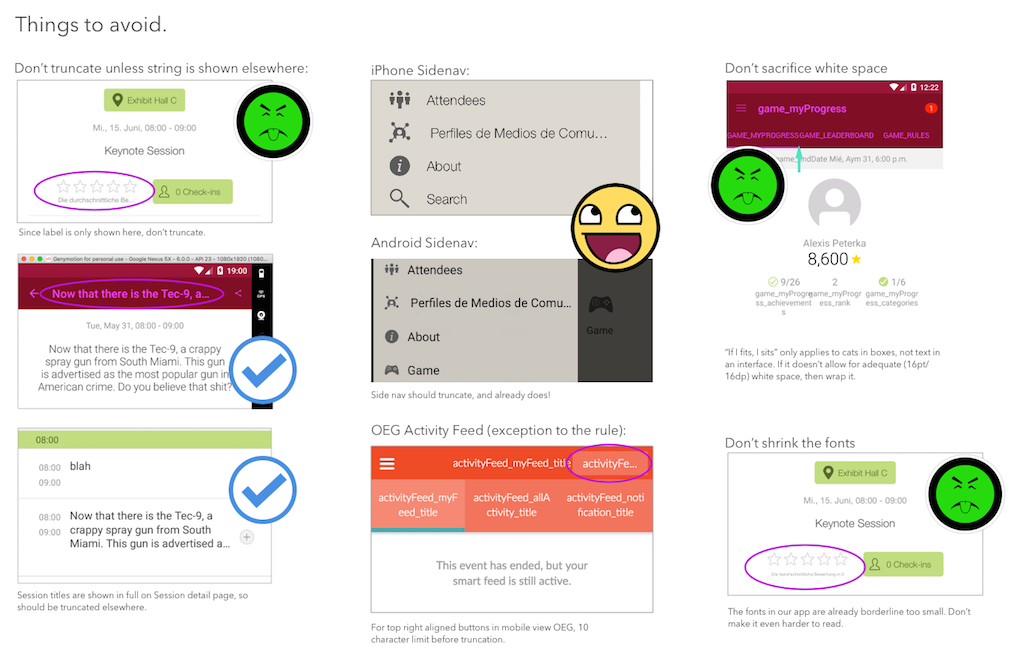 Things to avoid.
Don't truncate unless string is shown elsewhere:
Exhibit Hall C
Mi., 15. Juni, 08:00 - 09:00
Keynote Session
Die durchschnittliche Be...
0 Check-ins
Since label is only shown here, don't truncate.
Genymotion for personal use - Google Nexus 5X - 6.0.0 - API 23 - 1080x1920 (1080...
19:00
Now that there is the Tec-9, a...
GPS
Tue, May 31, 08:00 - 09:00
Now that there is the Tec-9, a crappy
spray gun from South Miami. This gun
is advertised as the most popular gun in
American crime. Do you believe that shit?
08:00
08:00 blah
09:00
08:00 Now that there is the Tec-9, a
09:00 crappy spray gun from South
Miami. This gun is advertised a...
Session titles are shown in full on Session detail page, so
should be truncated elsewhere.
iPhone Sidenav:
Attendees
Perfiles de Medios de Comu...
About
Search
Android Sidenav:
Attendees
Perfiles de Medios de Comu...
About
Game
Game
Side nav should truncate, and already does!
OEG Activity Feed (exception to the rule):
activityFeed_myFeed_title
activityFe...
activityFeed_myF
eed_title
activityFeed_allA
ctivity_title
activityFeed_noti
fication_title
This event has ended, but your
smart feed is still active.
For top right aligned buttons in mobile view OEG, 10
character limit before truncation.
Don't sacrifice white space
12:22
game_myProgress
1
GAME_MYPROGRESS GAME_LEADERBOARD GAME_RULES
ndDate Mié, Aym 31, 6:00 p.m.
Alexis Peterka
8,600
9/26
game_myProgre
ss_achievement
s
2
game_myProgr
ess_rank
1/6
game_myProgr
ess_categories
"If I fits, I sits" only applies to cats in boxes, not text in
an interface. If it doesn't allow for adequate (16pt/
16dp) white space, then wrap it.
Don't shrink the fonts
Exhibit Hall C
Mi., 15. Juni, 08:00 - 09:00
Keynote Session
Die durchschnittliche Bewertung in 0
0 Check-ins
The fonts in our app are already borderline too small. Don't
make it even harder to read.